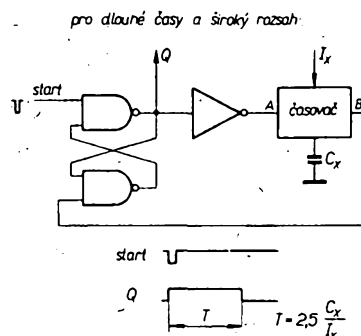 pro dlouhé časy a široký rozsah
Q
start
I_x
A
časovač
B
C_x
start
Q
T
T = 2,5 C_x / I_x